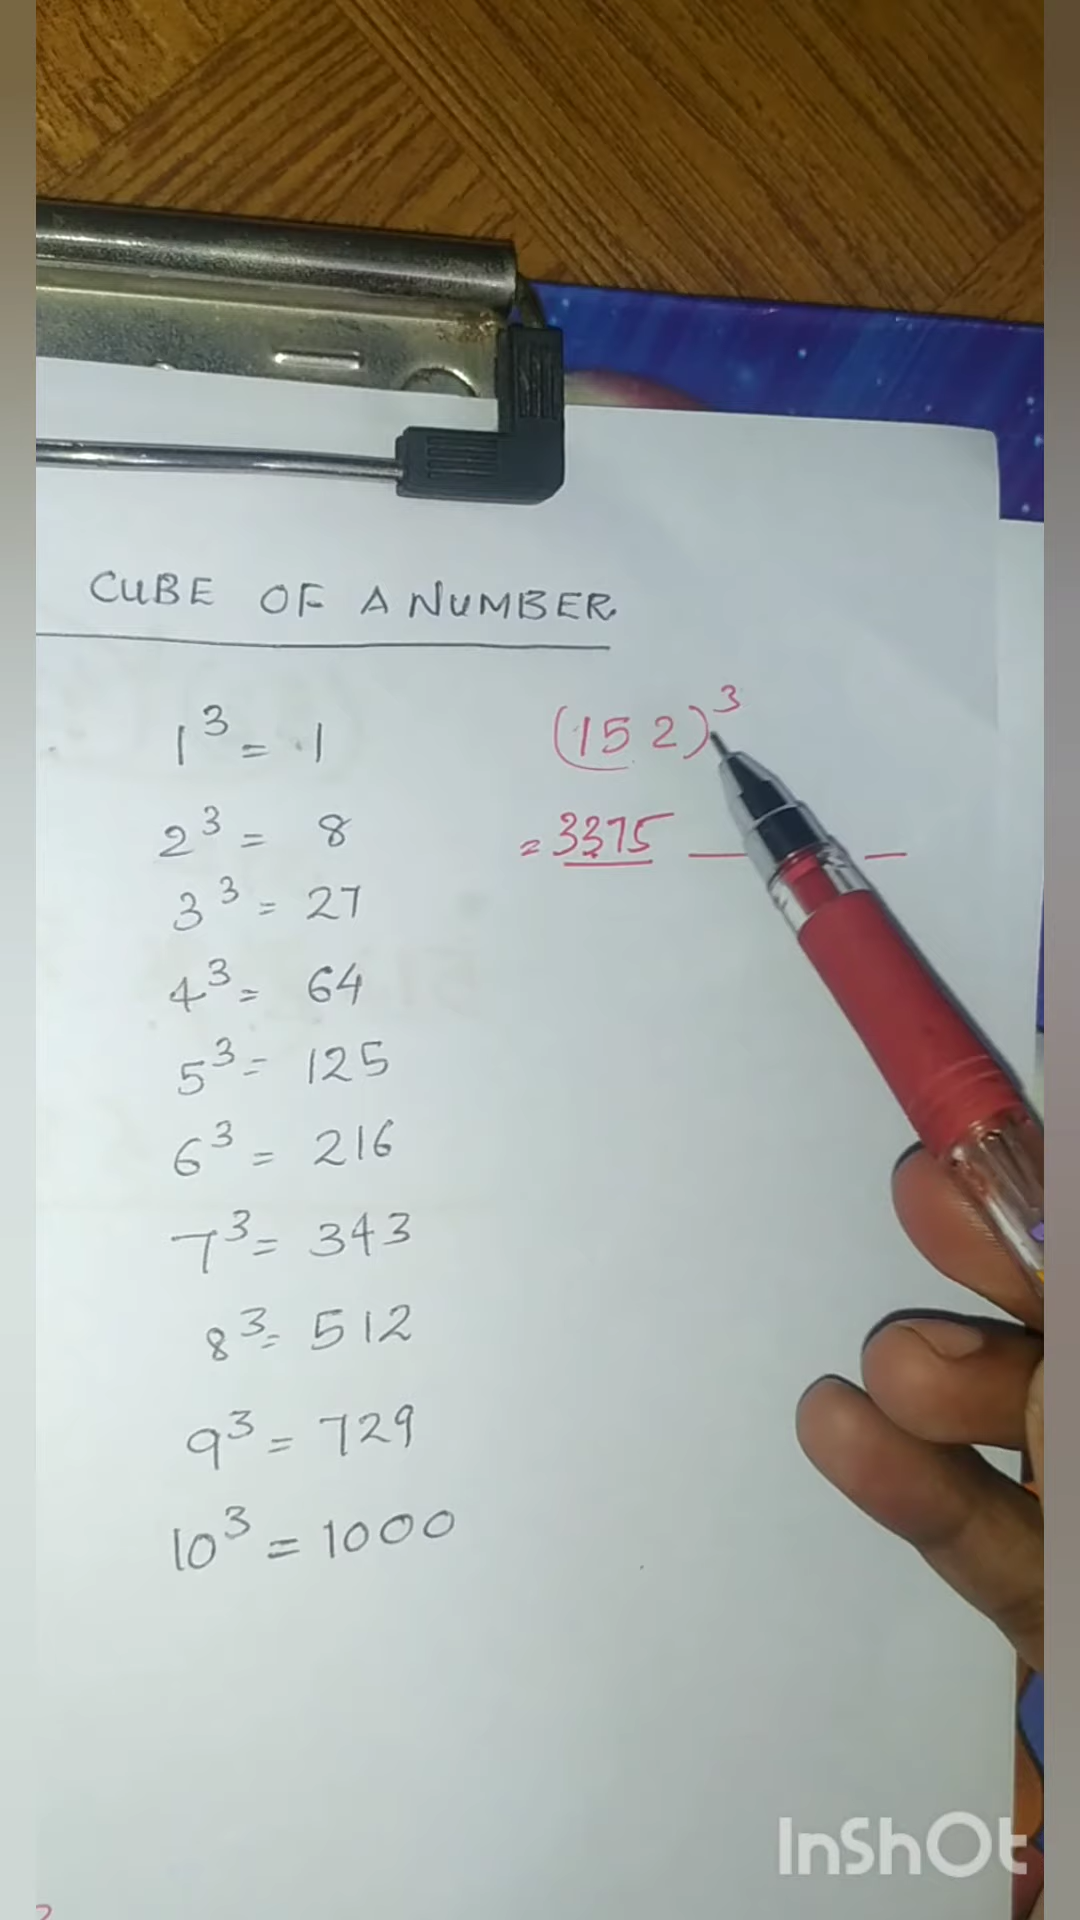 CUBE OF A NUMBER
1³ = 1
2³ = 8
3³ = 27
4³ = 64
5³ = 125
6³ = 216
7³ = 343
8³ = 512
9³ = 729
10³ = 1000
(152)³
= 3375 _ _
InShOt